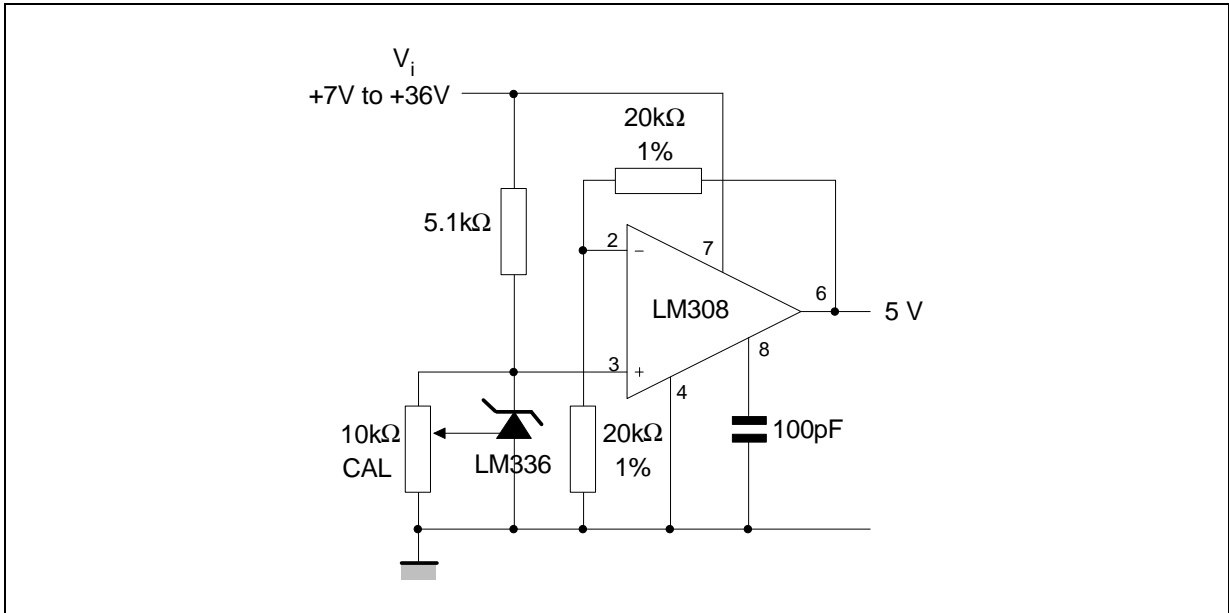 Vi
+7V to +36V
20kΩ
1%
5.1kΩ
2
−
7
LM308
6
5 V
3
+
8
4
10kΩ
CAL
LM336
20kΩ
1%
100pF